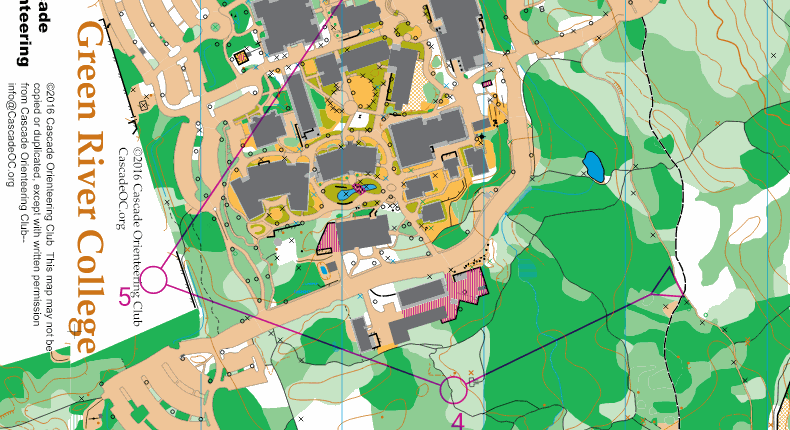 ade
nteering
©2016 Cascade Orienteering Club This map may not be
copied or duplicated, except with written permission
from Cascade Orienteering Club--
info@CascadeOC.org
Green River College
©2016 Cascade Orienteering Club
CascadeOC.org
5
4